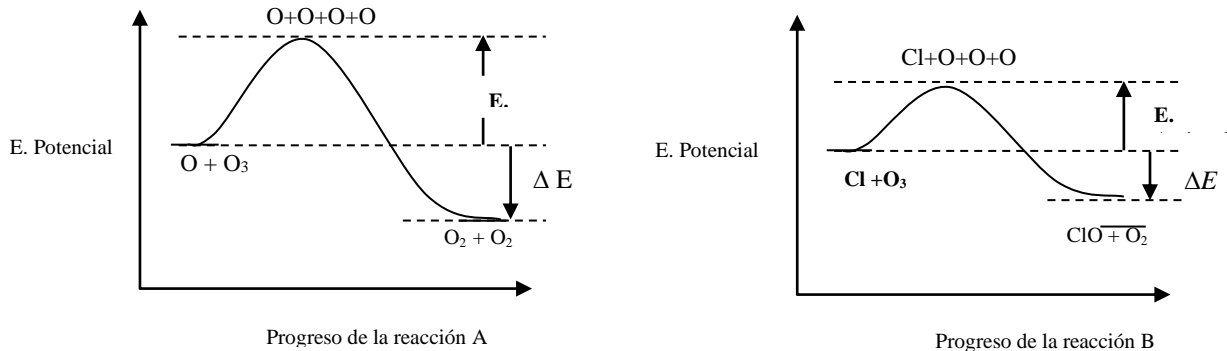 O+O+O+O
E.
E. Potencial
O + O₃
Δ E
O₂ + O₂
Progreso de la reacción A
Cl+O+O+O
E.
E. Potencial
Cl +O₃
ΔE
ClO + O₂
Progreso de la reacción B